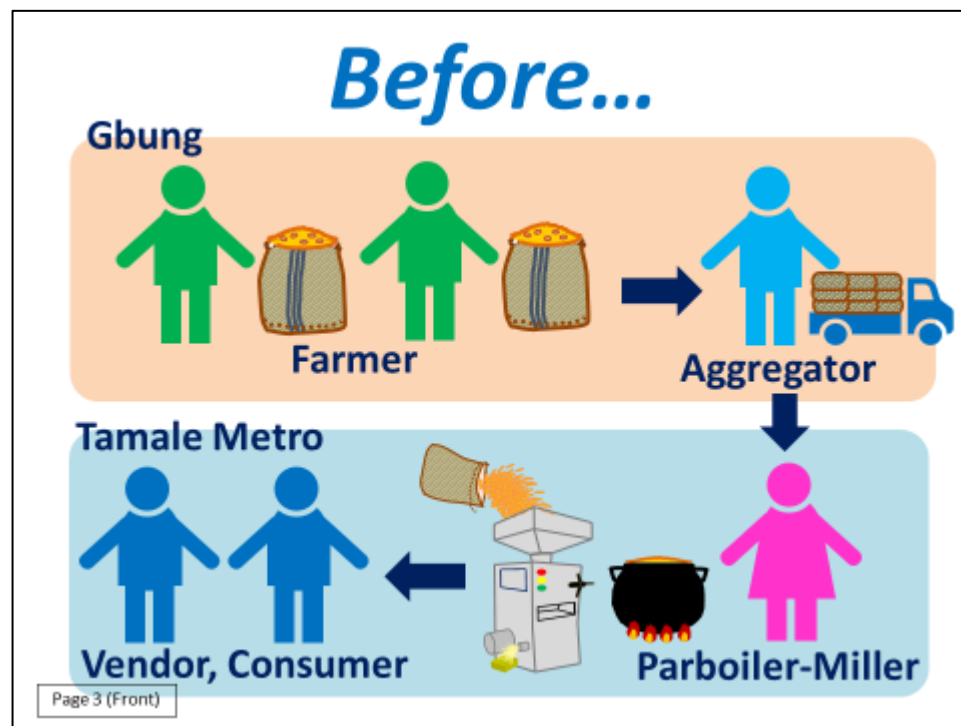 Before...
Gbung
Farmer
Aggregator
Tamale Metro
Vendor, Consumer
Parboiler-Miller
Page 3 (Front)